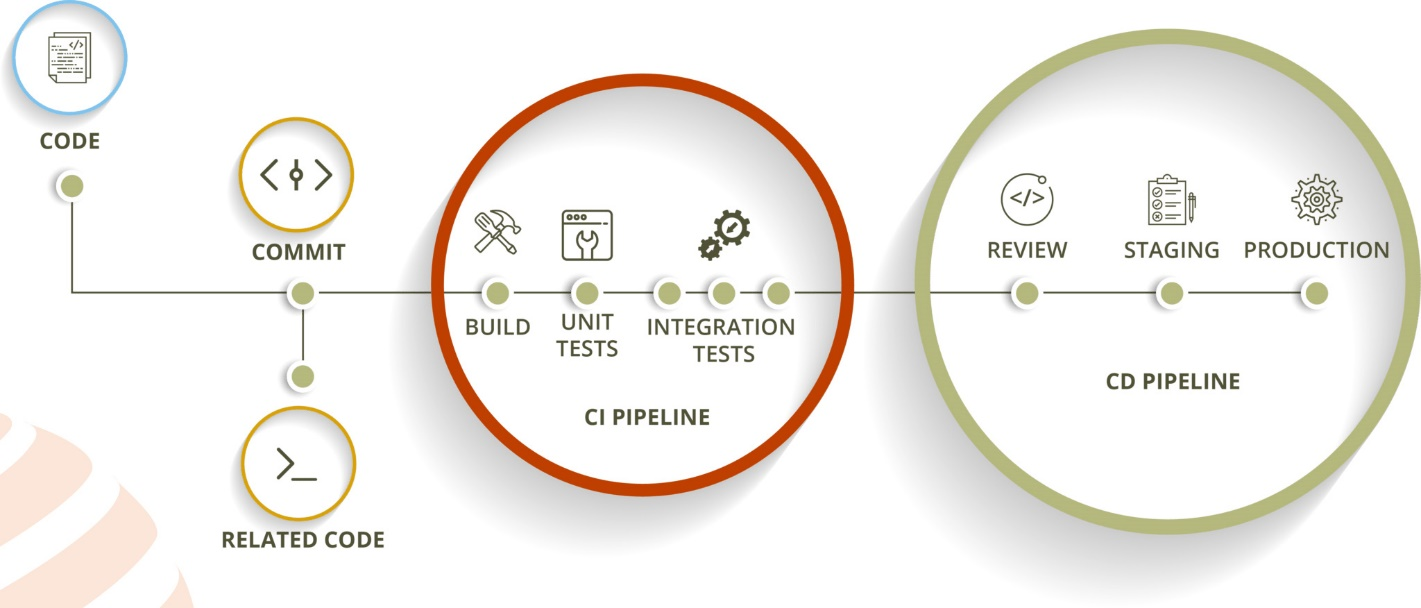 CODE
COMMIT
RELATED CODE
BUILD
UNIT
TESTS
INTEGRATION
TESTS
CI PIPELINE
REVIEW
STAGING
PRODUCTION
CD PIPELINE